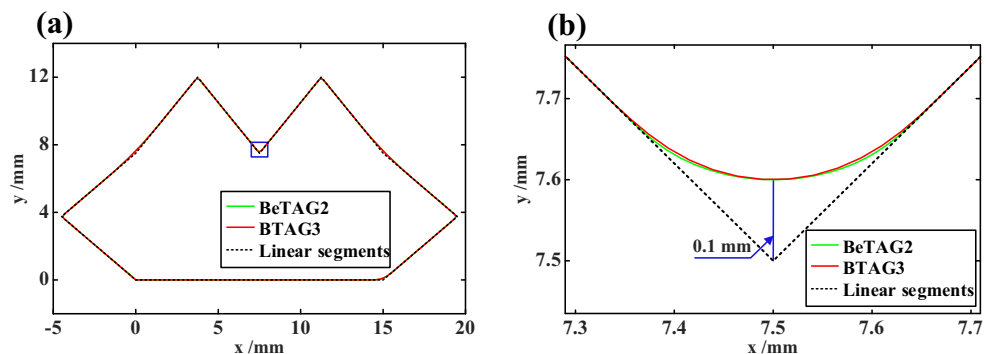 (a)
y /mm
12
8
4
0
-5
0
5
10
15
20
x /mm
BeTAG2
BTAG3
Linear segments
(b)
y /mm
7.7
7.6
7.5
7.3
7.4
7.5
7.6
7.7
x /mm
0.1 mm
BeTAG2
BTAG3
Linear segments